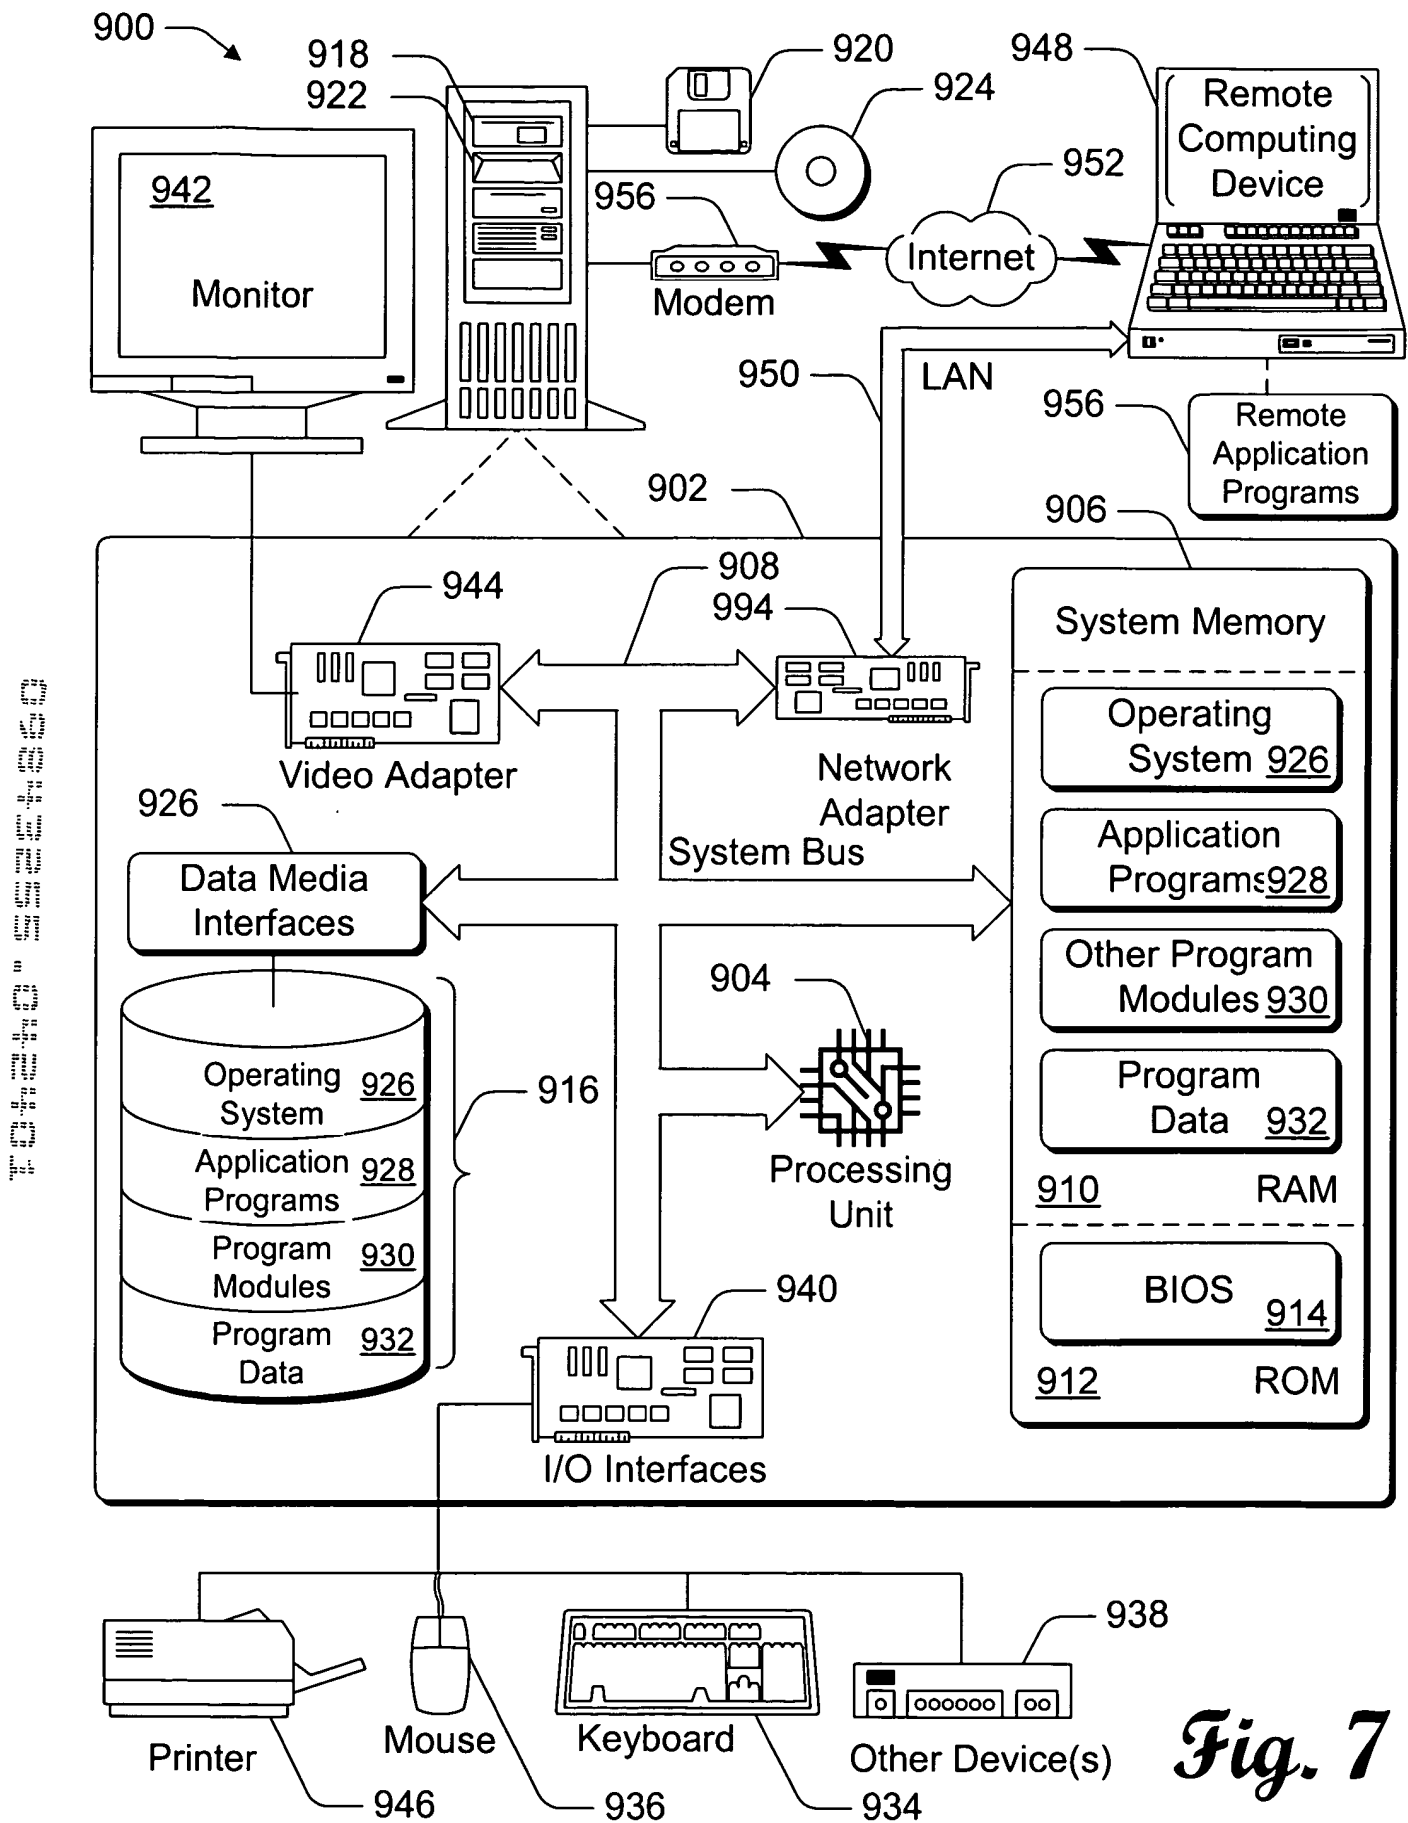 900
918
922
920
924
948
Remote
Computing
Device
942
Monitor
956
Modem
952
Internet
950
LAN
956
Remote
Application
Programs
902
906
908
944
994
Video Adapter
Network
Adapter
System Memory
Operating
System 926
Application
Programs 928
Other Program
Modules 930
Program
Data 932
910 RAM
BIOS
914
912 ROM
926
Data Media
Interfaces
System Bus
904
Processing
Unit
Operating
System 926
Application
Programs 928
Program
Modules 930
Program
Data 932
916
940
I/O Interfaces
Printer
946
Mouse
936
Keyboard
934
938
Other Device(s)
Fig. 7
09843255.042401